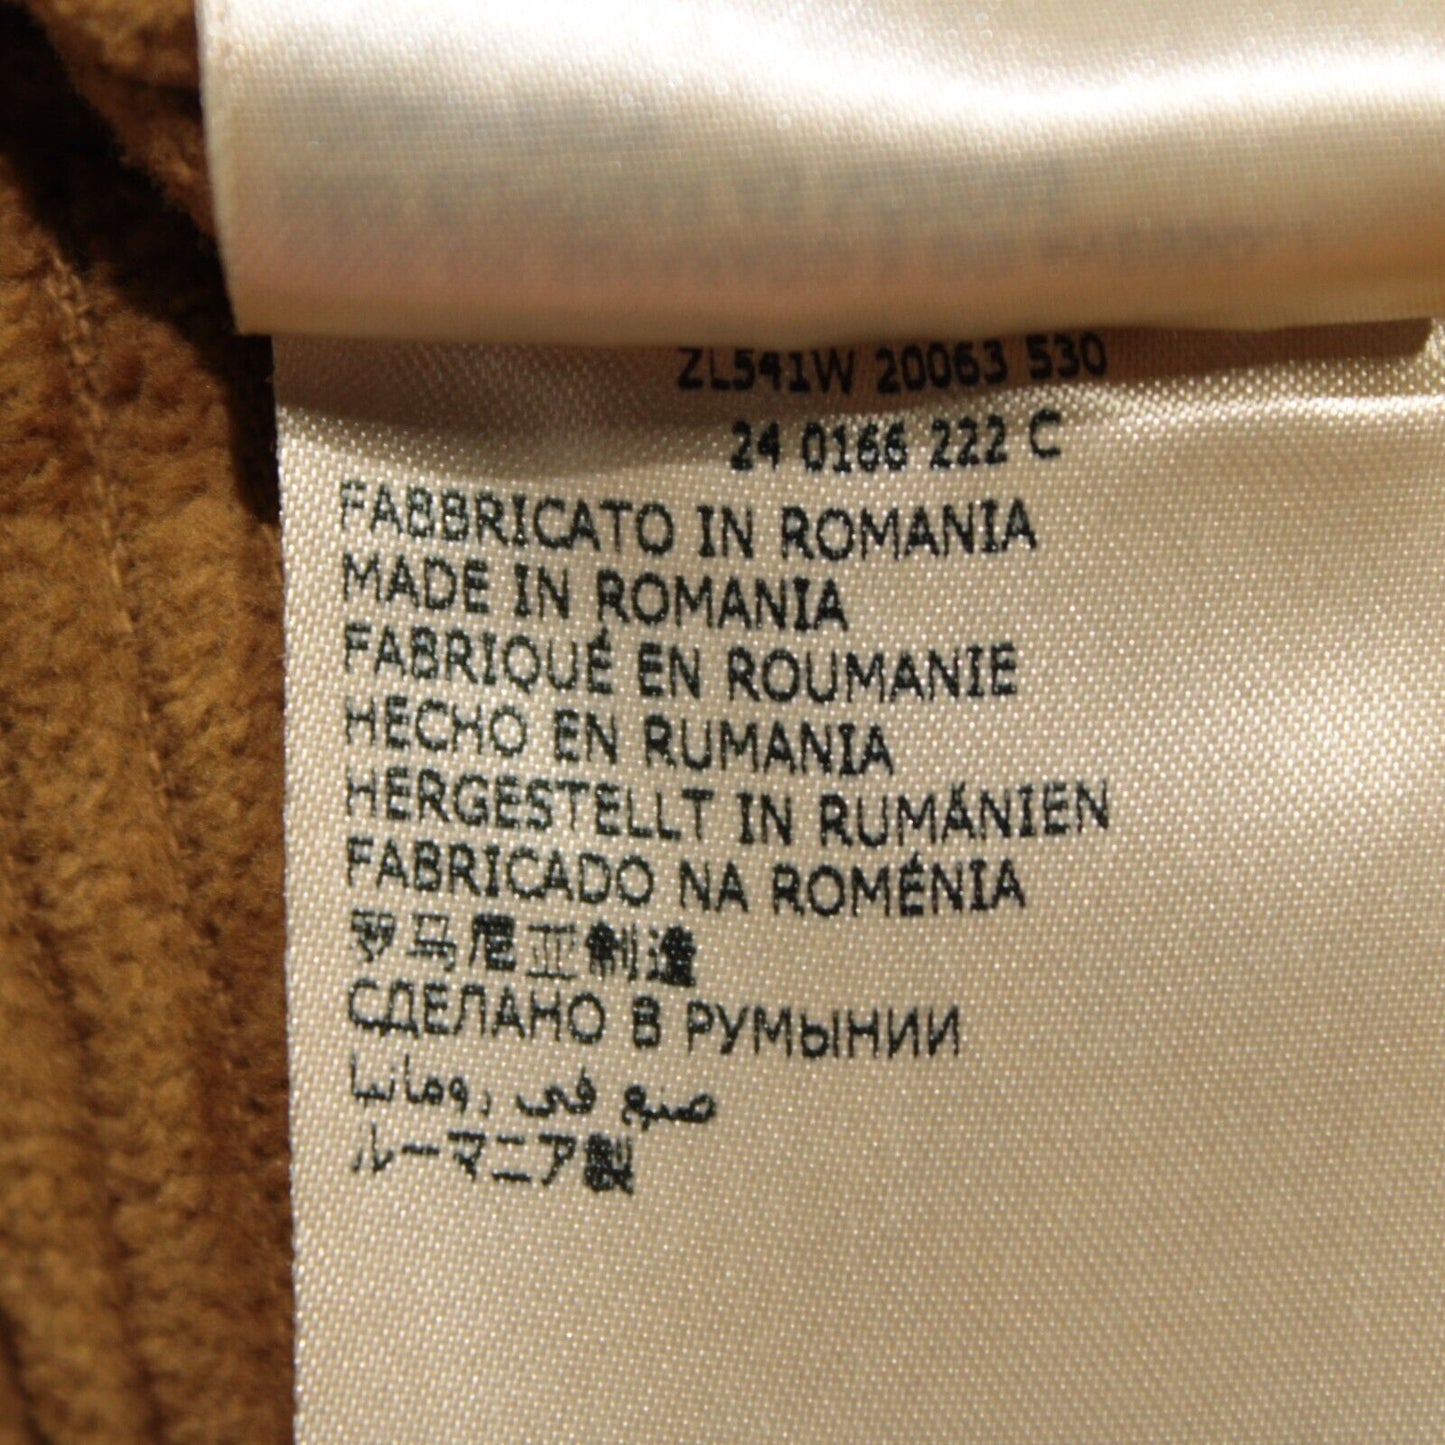 ZL541W 20063 530
24 0166 222 C
FABBRICATO IN ROMANIA
MADE IN ROMANIA
FABRIQUÉ EN ROUMANIE
HECHO EN RUMANIA
HERGESTELLT IN RUMÄNIEN
FABRICADO NA ROMÉNIA
罗马尼亚制造
СДЕЛАНО В РУМЫНИИ
صنع في رومانيا
ルーマニア製